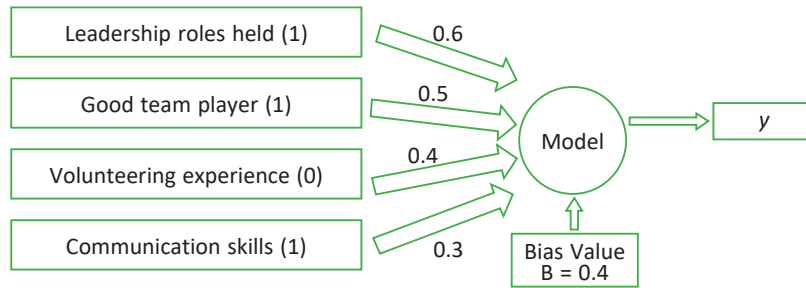 Leadership roles held (1)
0.6
Good team player (1)
0.5
Model
y
Volunteering experience (0)
0.4
Communication skills (1)
0.3
Bias Value
B = 0.4